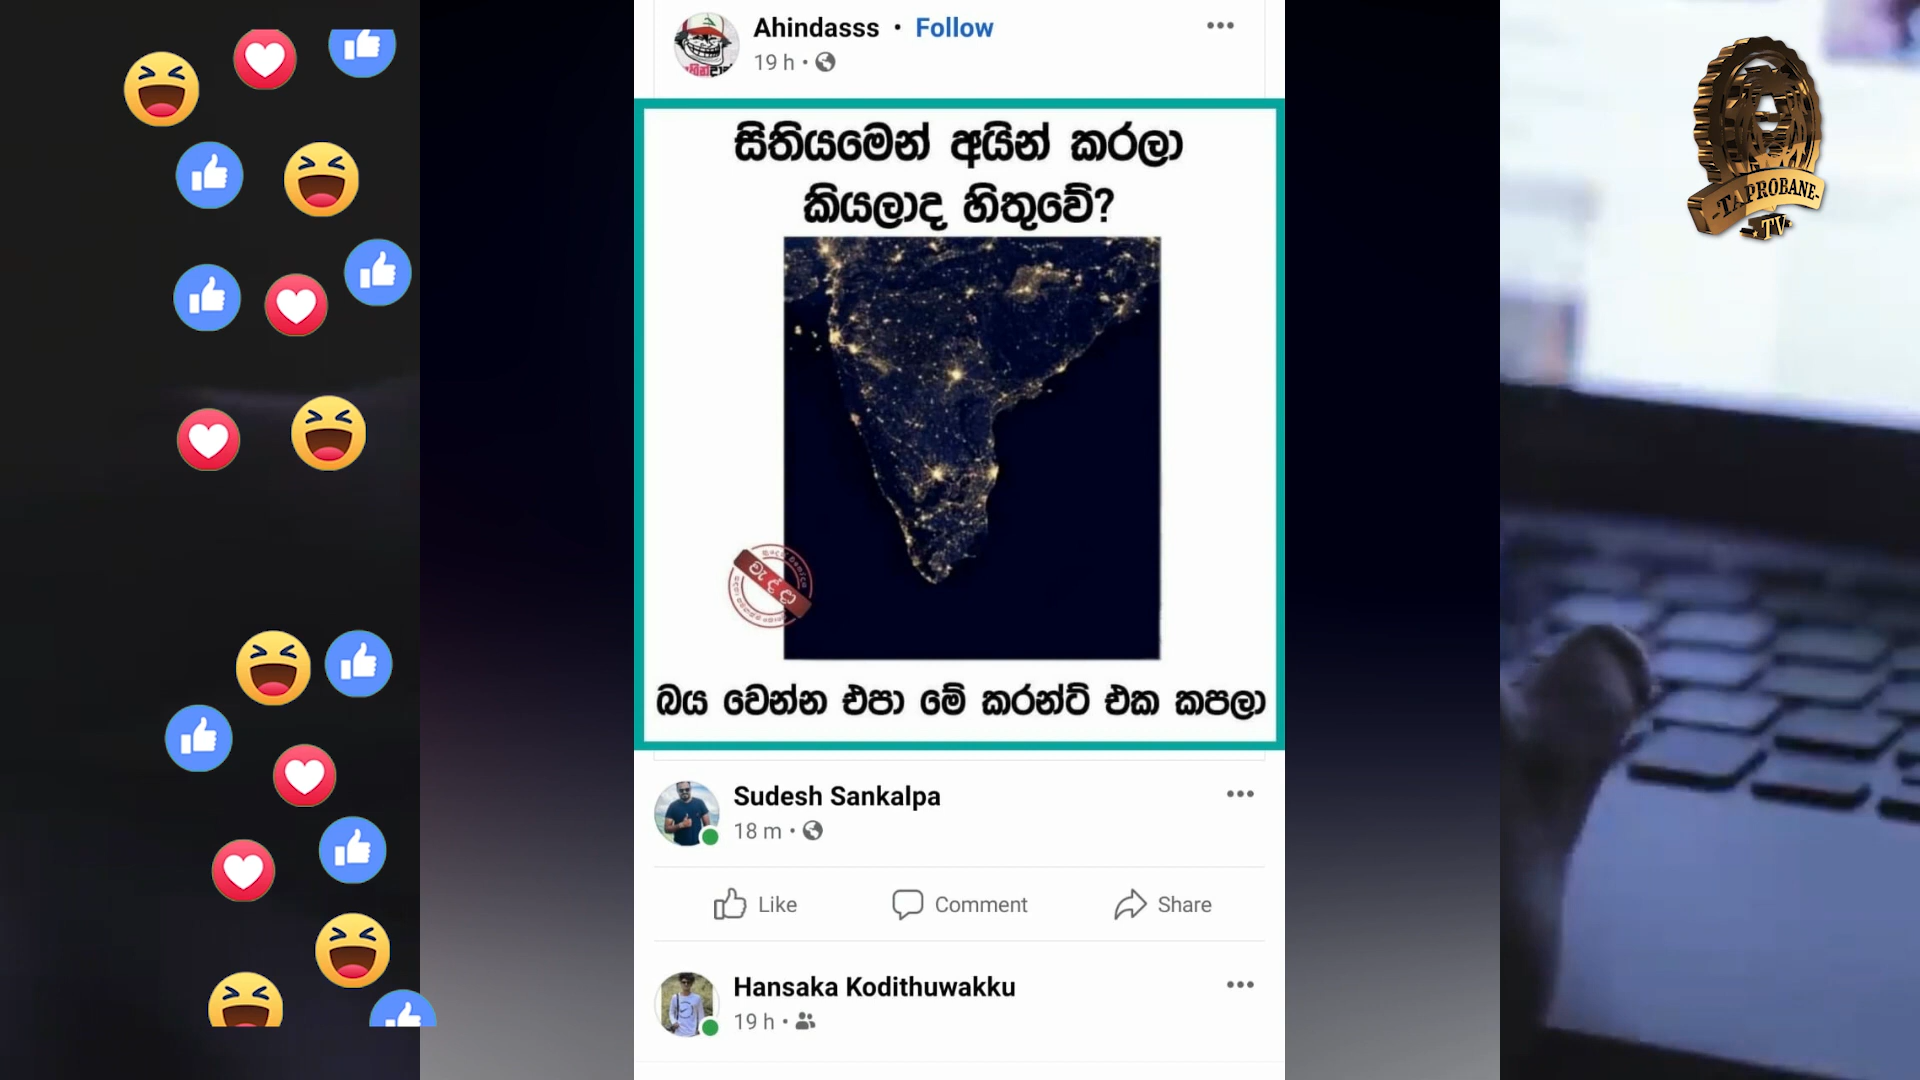 Ahindasss • Follow
19 h •
සිතියමෙන් අයින් කරලා
කියලාද හිතුවේ?
වැද්දා
බය වෙන්න එපා මේ කරන්ට් එක කපලා
Sudesh Sankalpa
18 m •
Like Comment Share
Hansaka Kodithuwakku
19 h •
-TAPROBANE-
TV